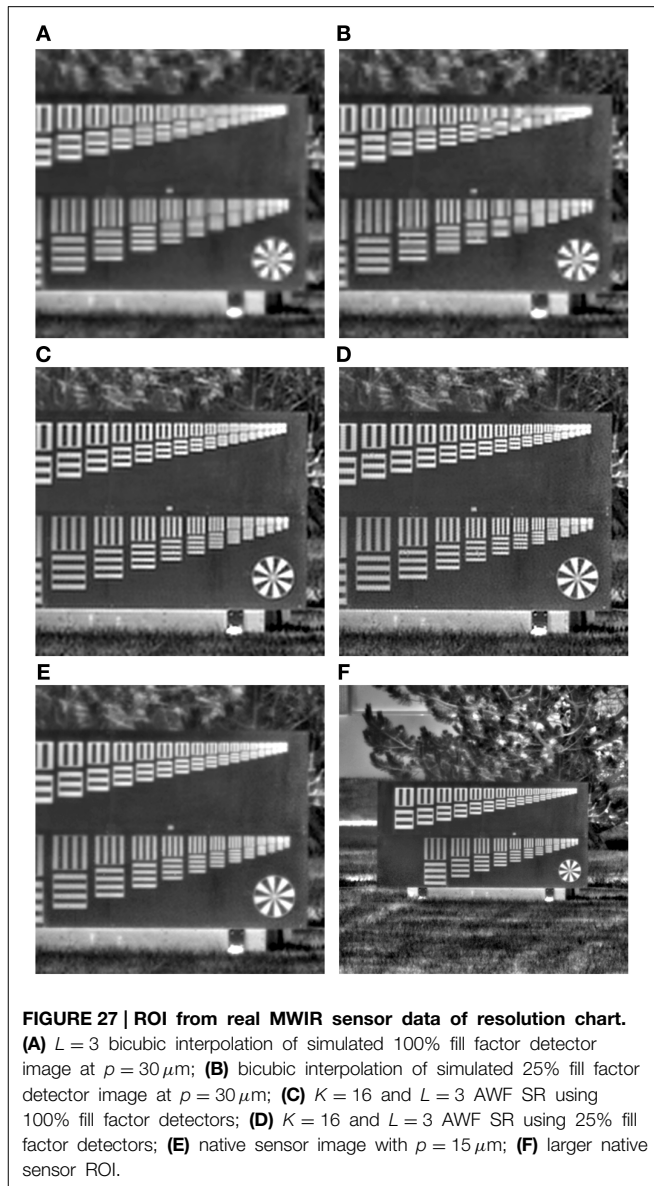 A
B
C
D
E
F
FIGURE 27 | ROI from real MWIR sensor data of resolution chart.
(A) L = 3 bicubic interpolation of simulated 100% fill factor detector
image at p = 30 μm; (B) bicubic interpolation of simulated 25% fill factor
detector image at p = 30 μm; (C) K = 16 and L = 3 AWF SR using
100% fill factor detectors; (D) K = 16 and L = 3 AWF SR using 25% fill
factor detectors; (E) native sensor image with p = 15 μm; (F) larger native
sensor ROI.